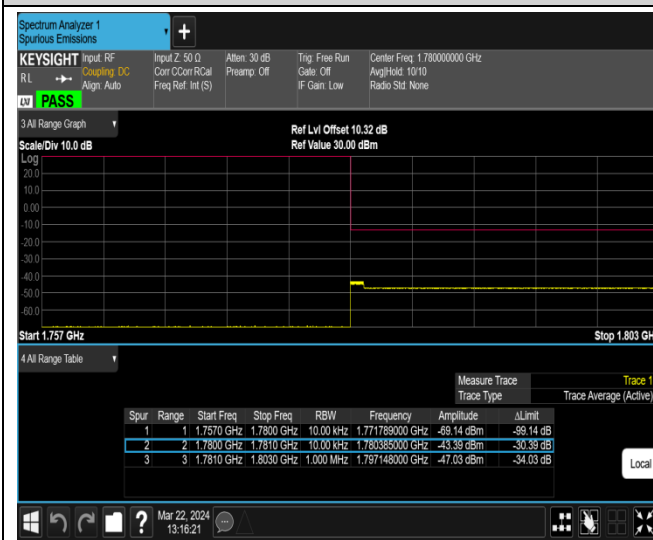 Spectrum Analyzer 1
Spurious Emissions
+
KEYSIGHT Input: RF Input Z: 50 Ω Atten: 30 dB Trig: Free Run Center Freq: 1.780000000 GHz
RL Coupling: DC Corr CCorr RCal Preamp: Off Gate: Off Avg|Hold: 10/10
Align: Auto Freq Ref: Int (S) IF Gain: Low Radio Std: None
LXI PASS
3 All Range Graph
Ref Lvl Offset 10.32 dB
Scale/Div 10.0 dB Ref Value 30.00 dBm
Log
20.0
10.0
0.00
-10.0
-20.0
-30.0
-40.0
-50.0
-60.0
Start 1.757 GHz Stop 1.803 GH
4 All Range Table
Measure Trace Trace 1
Trace Type Trace Average (Active)
Spur Range Start Freq Stop Freq RBW Frequency Amplitude ΔLimit
1 1 1.7570 GHz 1.7800 GHz 10.00 kHz 1.771789000 GHz -69.14 dBm -99.14 dB
2 2 1.7800 GHz 1.7810 GHz 10.00 kHz 1.780385000 GHz -43.39 dBm -30.39 dB
3 3 1.7810 GHz 1.8030 GHz 1.000 MHz 1.797148000 GHz -47.03 dBm -34.03 dB
Local
? Mar 22, 2024
13:16:21